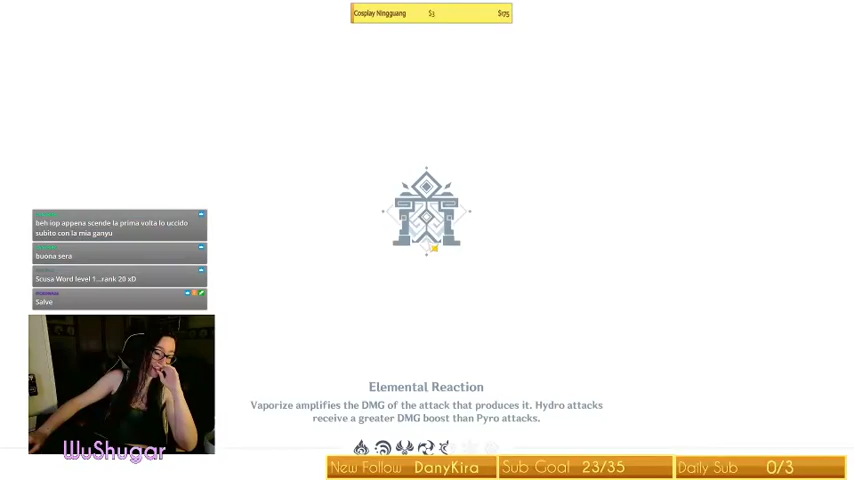 Cosplay Ningguang $3 $175
beh iop appena scende la prima volta lo uccido
subito con la mia ganyu
buona sera
Scusa Word level 1...rank 20 xD
Salve
WuShugar
Elemental Reaction
Vaporize amplifies the DMG of the attack that produces it. Hydro attacks
receive a greater DMG boost than Pyro attacks.
New Follow DanyKira Sub Goal 23/35 Daily Sub 0/3